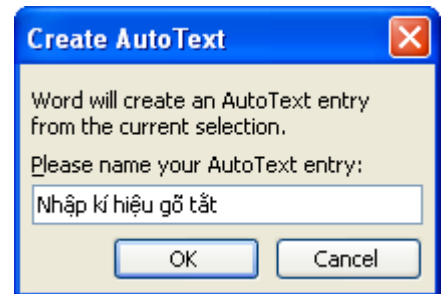 Create AutoText
Word will create an AutoText entry
from the current selection.
Please name your AutoText entry:
Nhập kí hiệu gõ tắt
OK Cancel